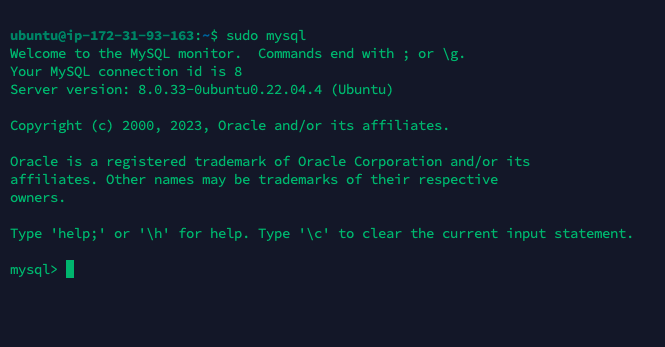 ubuntu@ip-172-31-93-163:~$ sudo mysql
Welcome to the MySQL monitor.  Commands end with ; or \g.
Your MySQL connection id is 8
Server version: 8.0.33-0ubuntu0.22.04.4 (Ubuntu)
Copyright (c) 2000, 2023, Oracle and/or its affiliates.
Oracle is a registered trademark of Oracle Corporation and/or its
affiliates. Other names may be trademarks of their respective
owners.
Type 'help;' or '\h' for help. Type '\c' to clear the current input statement.
mysql>